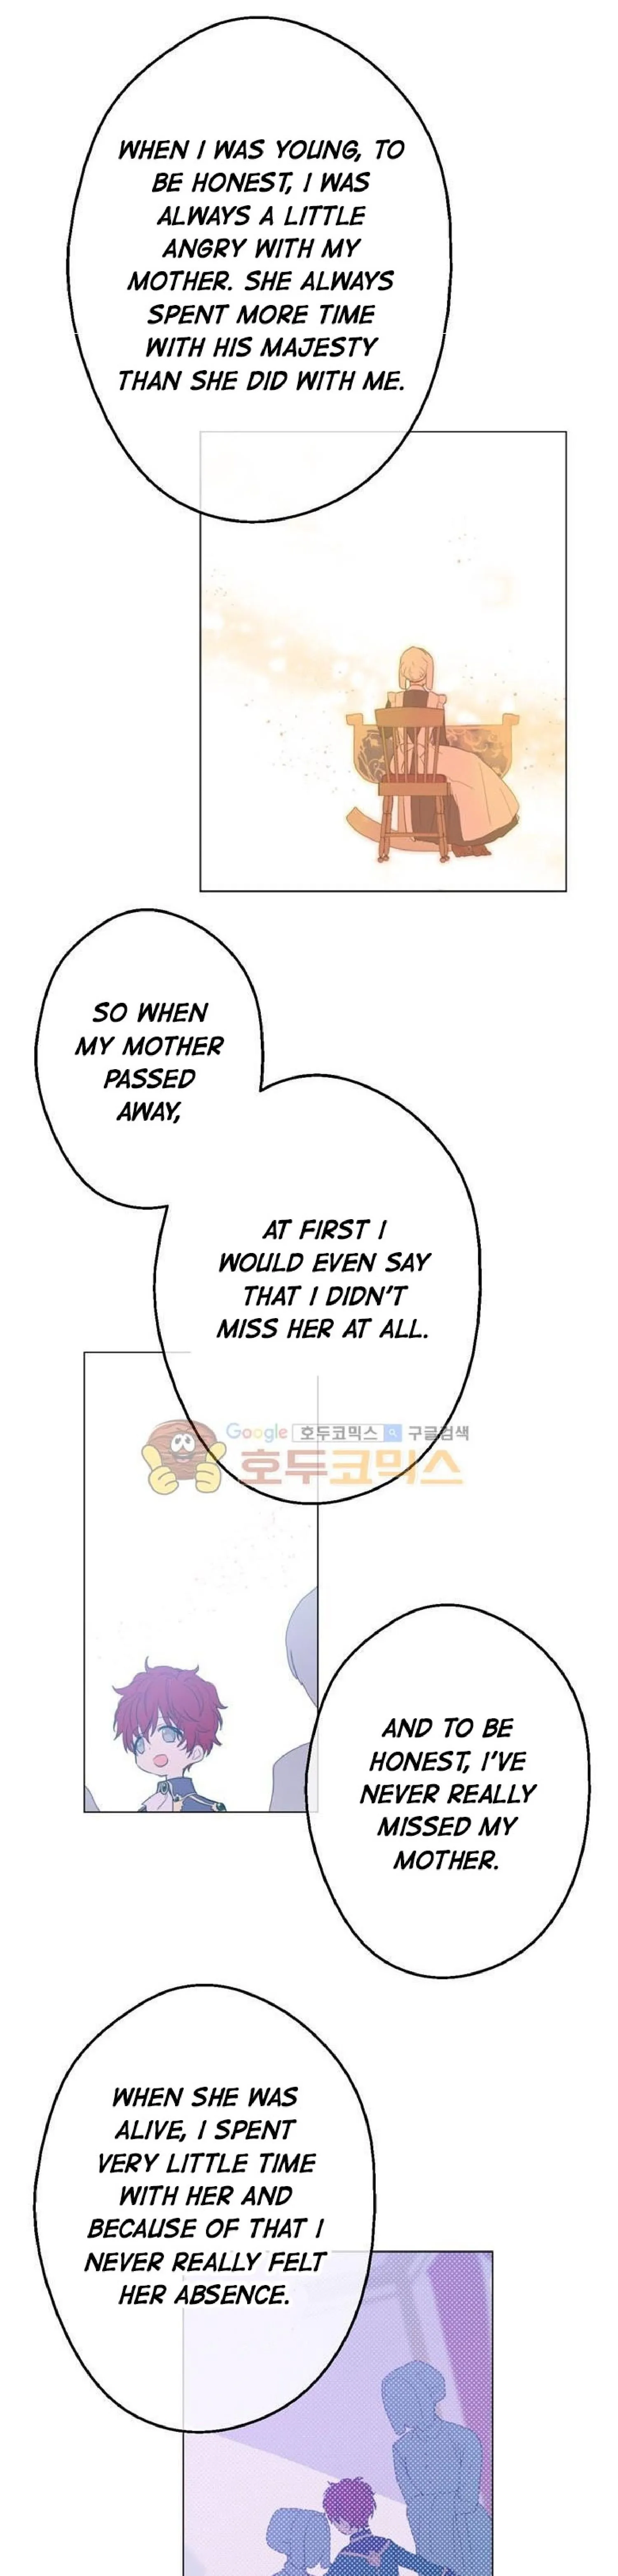 WHEN I WAS YOUNG, TO
BE HONEST, I WAS
ALWAYS A LITTLE
ANGRY WITH MY
MOTHER. SHE ALWAYS
SPENT MORE TIME
WITH HIS MAJESTY
THAN SHE DID WITH ME.
SO WHEN
MY MOTHER
PASSED
AWAY,
AT FIRST I
WOULD EVEN SAY
THAT I DIDN'T
MISS HER AT ALL.
Google 호두코믹스 구글검색
호두코믹스
AND TO BE
HONEST, I'VE
NEVER REALLY
MISSED MY
MOTHER.
WHEN SHE WAS
ALIVE, I SPENT
VERY LITTLE TIME
WITH HER AND
BECAUSE OF THAT I
NEVER REALLY FELT
HER ABSENCE.